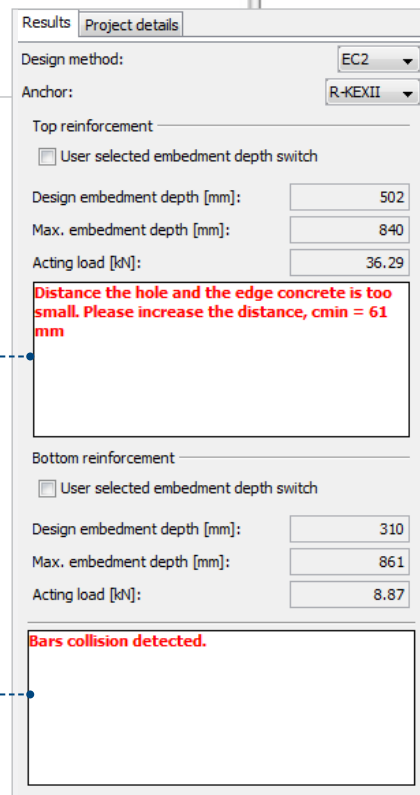 Results Project details
Design method: EC2
Anchor: R-KEXII
Top reinforcement
User selected embedment depth switch
Design embedment depth [mm]: 502
Max. embedment depth [mm]: 840
Acting load [kN]: 36.29
Distance the hole and the edge concrete is too
small. Please increase the distance, cmin = 61
mm
Bottom reinforcement
User selected embedment depth switch
Design embedment depth [mm]: 310
Max. embedment depth [mm]: 861
Acting load [kN]: 8.87
Bars collision detected.